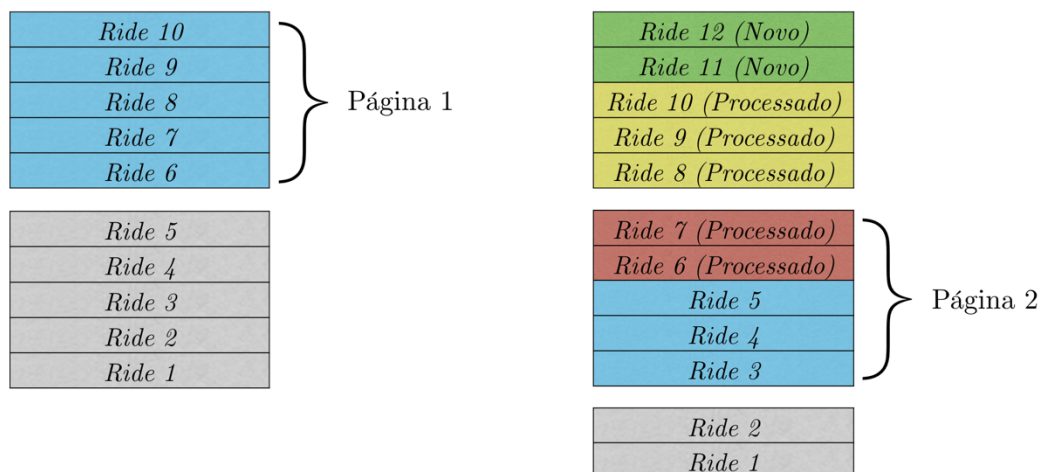 Ride 10
Ride 9
Ride 8
Ride 7
Ride 6
Página 1
Ride 5
Ride 4
Ride 3
Ride 2
Ride 1
Ride 12 (Novo)
Ride 11 (Novo)
Ride 10 (Processado)
Ride 9 (Processado)
Ride 8 (Processado)
Ride 7 (Processado)
Ride 6 (Processado)
Ride 5
Ride 4
Ride 3
Página 2
Ride 2
Ride 1